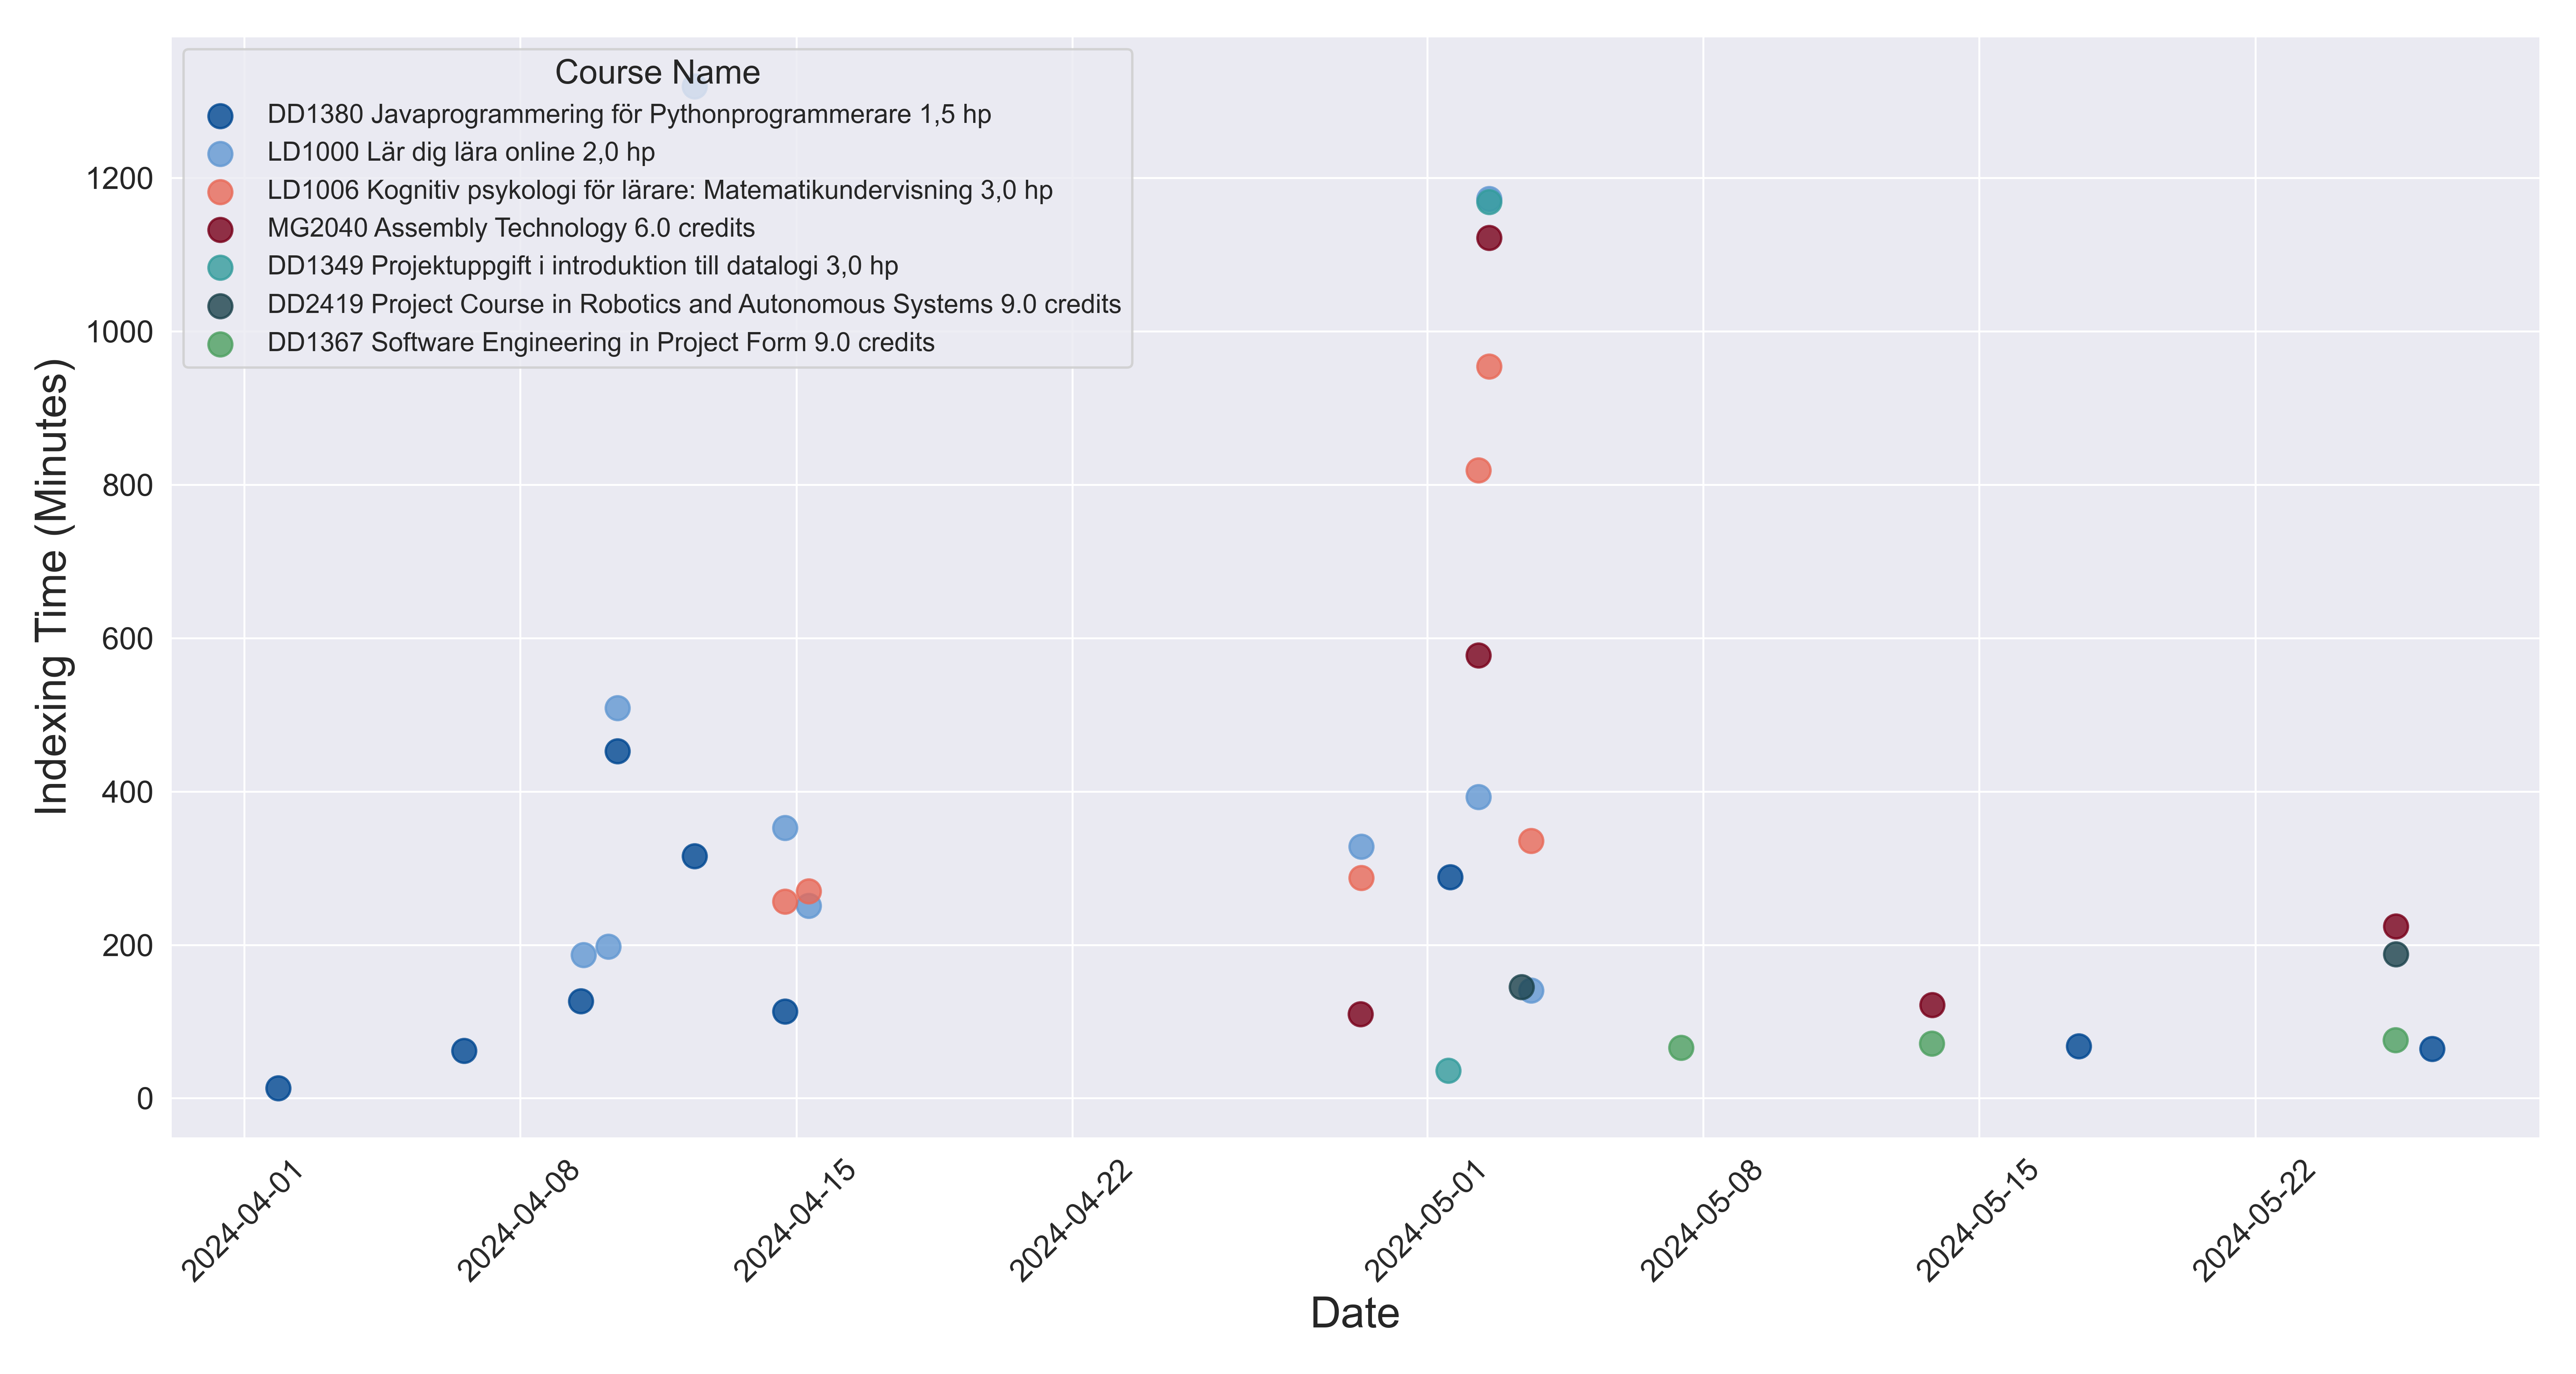 Course Name
DD1380 Javaprogrammering för Pythonprogrammerare 1,5 hp
LD1000 Lär dig lära online 2,0 hp
LD1006 Kognitiv psykologi för lärare: Matematikundervisning 3,0 hp
MG2040 Assembly Technology 6.0 credits
DD1349 Projektuppgift i introduktion till datalogi 3,0 hp
DD2419 Project Course in Robotics and Autonomous Systems 9.0 credits
DD1367 Software Engineering in Project Form 9.0 credits
Indexing Time (Minutes)
1200
1000
800
600
400
200
0
2024-04-01
2024-04-08
2024-04-15
2024-04-22
2024-05-01
2024-05-08
2024-05-15
2024-05-22
Date